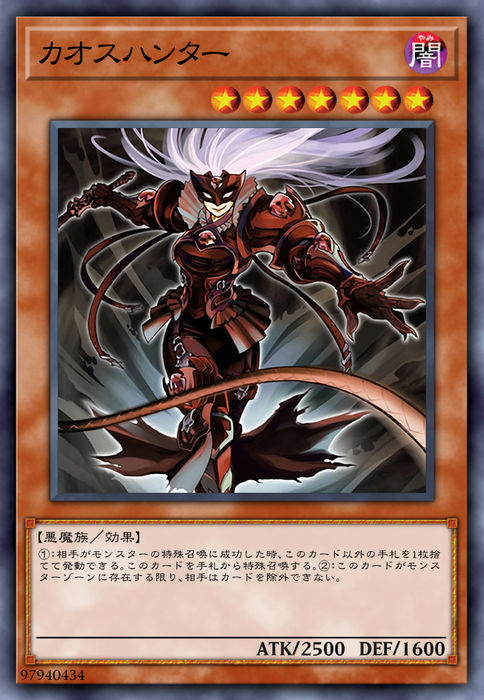 カオスハンター
やみ
闇
【悪魔族／効果】
①：相手がモンスターの特殊召喚に成功した時、このカード以外の手札を1枚捨
てて発動できる。このカードを手札から特殊召喚する。②：このカードがモンス
ターゾーンに存在する限り、相手はカードを除外できない。
ATK/2500 DEF/1600
97940434